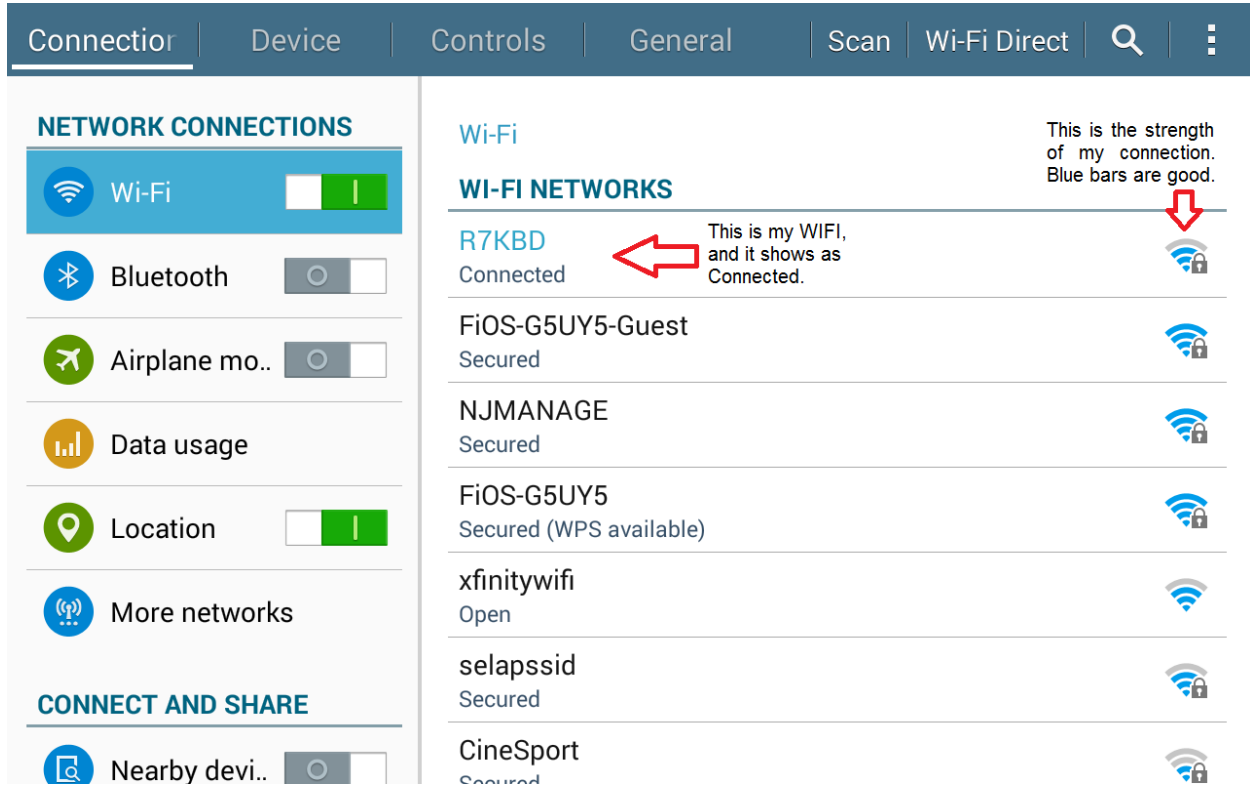 Connection Device Controls General Scan Wi-Fi Direct
NETWORK CONNECTIONS
Wi-Fi
Bluetooth
Airplane mo..
Data usage
Location
More networks
CONNECT AND SHARE
Nearby devi..
Wi-Fi
WI-FI NETWORKS
This is the strength
of my connection.
Blue bars are good.
R7KBD
Connected
This is my WIFI,
and it shows as
Connected.
FiOS-G5UY5-Guest
Secured
NJMANAGE
Secured
FiOS-G5UY5
Secured (WPS available)
xfinitywifi
Open
selapssid
Secured
CineSport
Secured